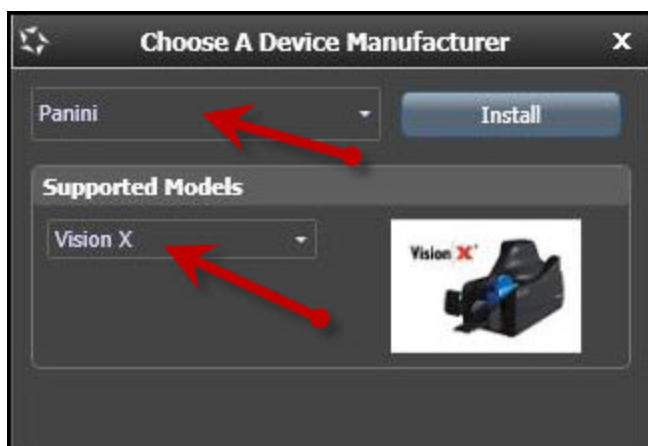 Choose A Device Manufacturer X
Panini
Install
Supported Models
Vision X
Vision X